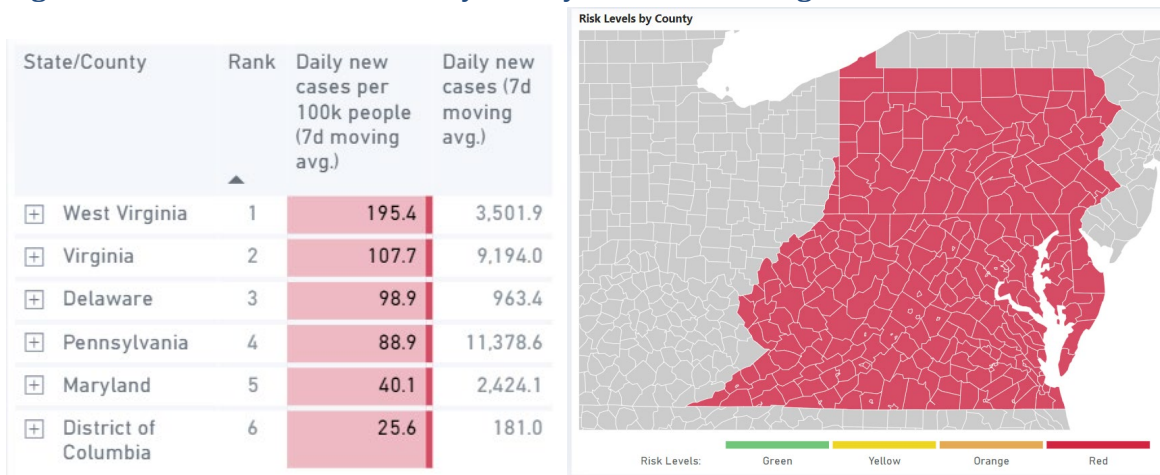 State/County Rank Daily new cases per 100k people (7d moving avg.) Daily new cases (7d moving avg.)
West Virginia 1 195.4 3,501.9
Virginia 2 107.7 9,194.0
Delaware 3 98.9 963.4
Pennsylvania 4 88.9 11,378.6
Maryland 5 40.1 2,424.1
District of Columbia 6 25.6 181.0
Risk Levels by County
Risk Levels: Green Yellow Orange Red